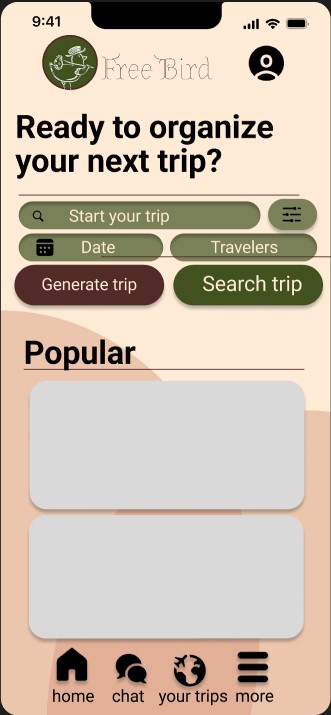 9:41
Free Bird
Ready to organize
your next trip?
Start your trip
Date
Travelers
Generate trip
Search trip
Popular
home
chat
your trips
more